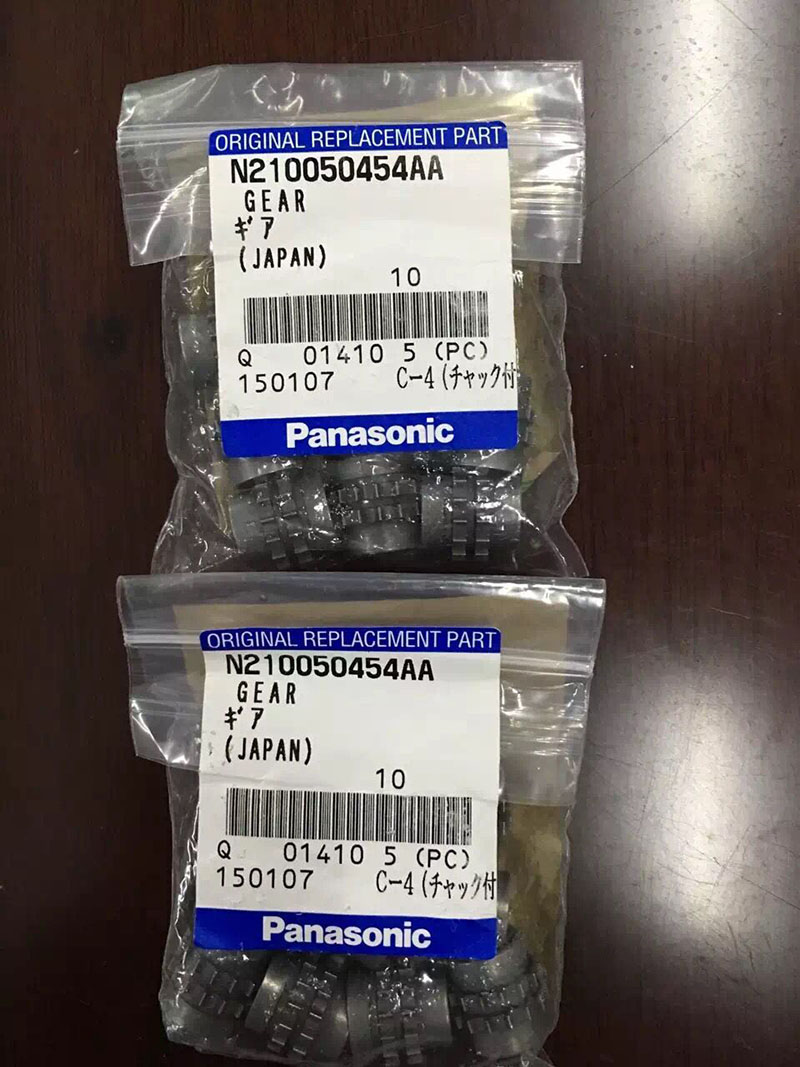 ORIGINAL REPLACEMENT PART
N210050454AA
GEAR
ギア
(JAPAN)
10
Q 01410 5 (PC)
150107 C-4(チャック付
Panasonic
ORIGINAL REPLACEMENT PART
N210050454AA
GEAR
ギア
(JAPAN)
10
Q 01410 5 (PC)
150107 C-4(チャック付
Panasonic